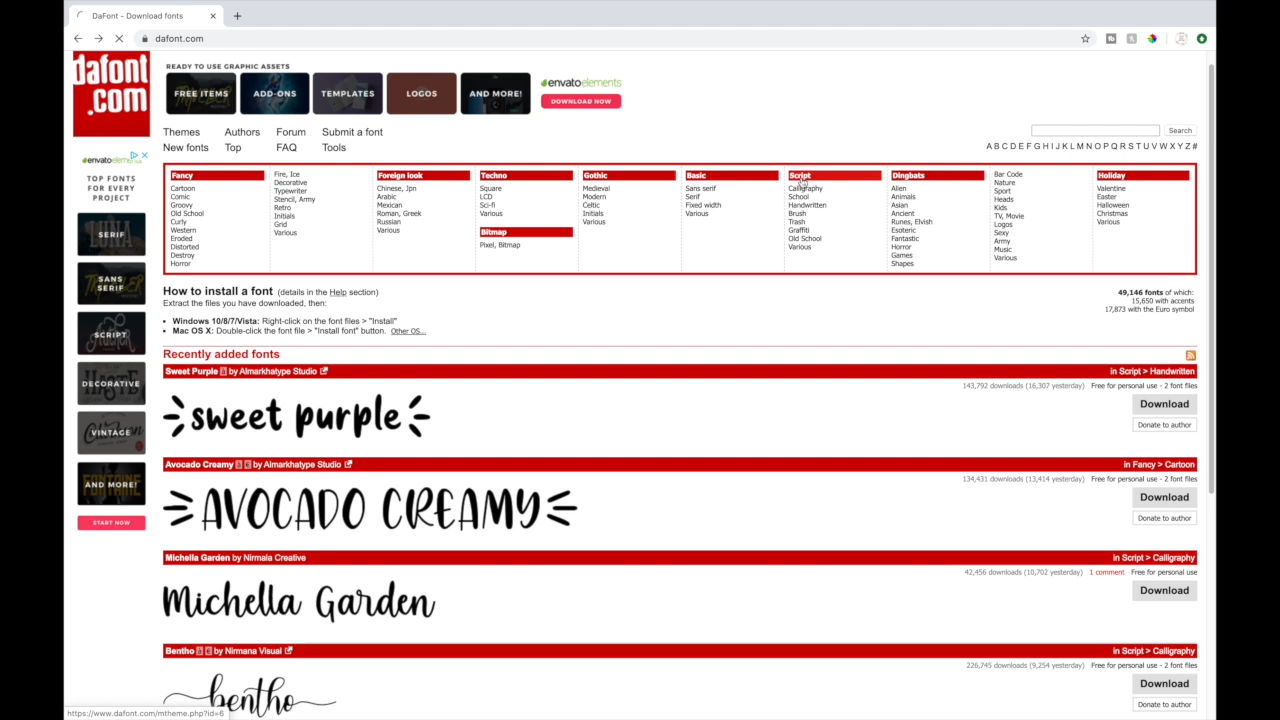 DaFont - Download fonts
dafont.com
dafont
.com
READY TO USE GRAPHIC ASSETS
FREE ITEMS
ADD-ONS
TEMPLATES
LOGOS
AND MORE!
envatoelements
DOWNLOAD NOW
Themes Authors Forum Submit a font
New fonts Top FAQ Tools
Search
A B C D E F G H I J K L M N O P Q R S T U V W X Y Z #
envatoelements
TOP FONTS
FOR EVERY
PROJECT
SERIF
SANS
SERIF
SCRIPT
DECORATIVE
VINTAGE
AND MORE!
START NOW
Fancy
Cartoon
Comic
Groovy
Old School
Curly
Western
Eroded
Distorted
Destroy
Horror
Fire, Ice
Decorative
Typewriter
Stencil, Army
Retro
Initials
Grid
Various
Foreign look
Chinese, Jpn
Arabic
Mexican
Roman, Greek
Russian
Various
Techno
Square
LCD
Sci-fi
Various
Bitmap
Pixel, Bitmap
Gothic
Medieval
Modern
Celtic
Initials
Various
Basic
Sans serif
Serif
Fixed width
Various
Script
Calligraphy
School
Handwritten
Brush
Trash
Graffiti
Old School
Various
Dingbats
Alien
Animals
Asian
Ancient
Runes, Elvish
Esoteric
Fantastic
Horror
Games
Shapes
Bar Code
Nature
Sport
Heads
Kids
TV, Movie
Logos
Sexy
Army
Music
Various
Holiday
Valentine
Easter
Halloween
Christmas
Various
How to install a font (details in the Help section)
Extract the files you have downloaded, then:
• Windows 10/8/7/Vista: Right-click on the font files > "Install"
• Mac OS X: Double-click the font file > "Install font" button. Other OS...
49,146 fonts of which:
15,650 with accents
17,873 with the Euro symbol
Recently added fonts
Sweet Purple à by Almarkhatype Studio in Script > Handwritten
143,792 downloads (16,307 yesterday) Free for personal use - 2 font files
sweet purple
Download
Donate to author
Avocado Creamy à € by Almarkhatype Studio in Fancy > Cartoon
134,431 downloads (13,414 yesterday) Free for personal use - 2 font files
AVOCADO CREAMY
Download
Donate to author
Michella Garden by Nirmala Creative in Script > Calligraphy
42,456 downloads (10,702 yesterday) 1 comment Free for personal use
Michella Garden
Download
Bentho à € by Nirmana Visual in Script > Calligraphy
226,745 downloads (9,254 yesterday) Free for personal use - 2 font files
bentho
Download
Donate to author
https://www.dafont.com/mtheme.php?id=6